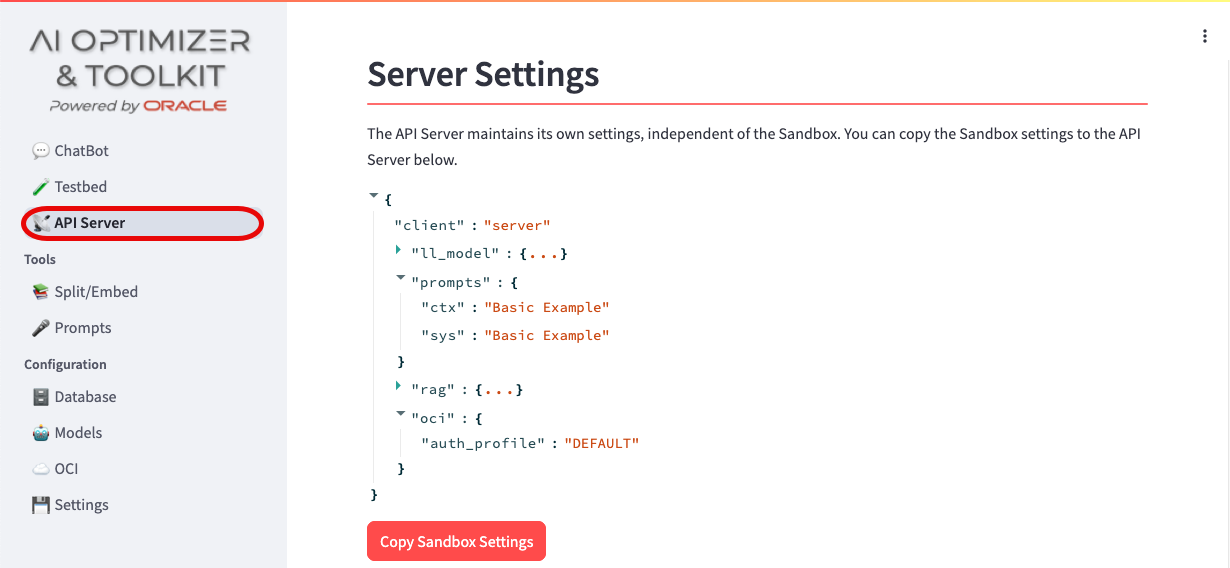 AI OPTIMIZER
& TOOLKIT
Powered by ORACLE
ChatBot
Testbed
API Server
Tools
Split/Embed
Prompts
Configuration
Database
Models
OCI
Settings
Server Settings
The API Server maintains its own settings, independent of the Sandbox. You can copy the Sandbox settings to the API
Server below.
{
"client" : "server"
"ll_model" : {...}
"prompts" : {
"ctx" : "Basic Example"
"sys" : "Basic Example"
}
"rag" : {...}
"oci" : {
"auth_profile" : "DEFAULT"
}
}
Copy Sandbox Settings